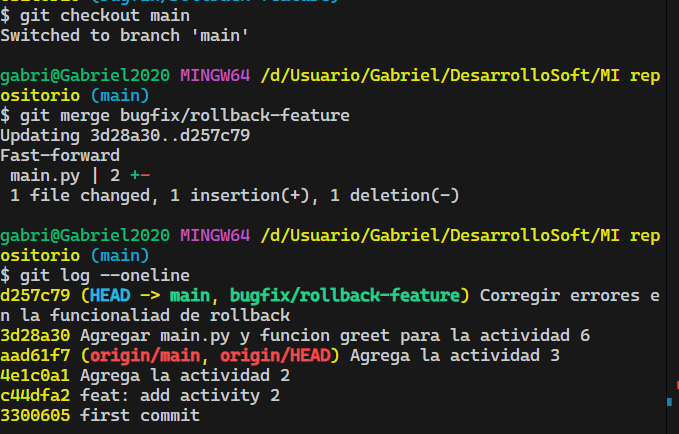 $ git checkout main
Switched to branch 'main'
gabri@Gabriel2020 MINGW64 /d/Usuario/Gabriel/DesarrolloSoft/MI rep
ositorio (main)
$ git merge bugfix/rollback-feature
Updating 3d28a30..d257c79
Fast-forward
 main.py | 2 +-
 1 file changed, 1 insertion(+), 1 deletion(-)
gabri@Gabriel2020 MINGW64 /d/Usuario/Gabriel/DesarrolloSoft/MI rep
ositorio (main)
$ git log --oneline
d257c79 (HEAD -> main, bugfix/rollback-feature) Corregir errores e
n la funcionaliad de rollback
3d28a30 Agregar main.py y funcion greet para la actividad 6
aad61f7 (origin/main, origin/HEAD) Agrega la actividad 3
4e1c0a1 Agrega la actividad 2
c44dfa2 feat: add activity 2
3300605 first commit